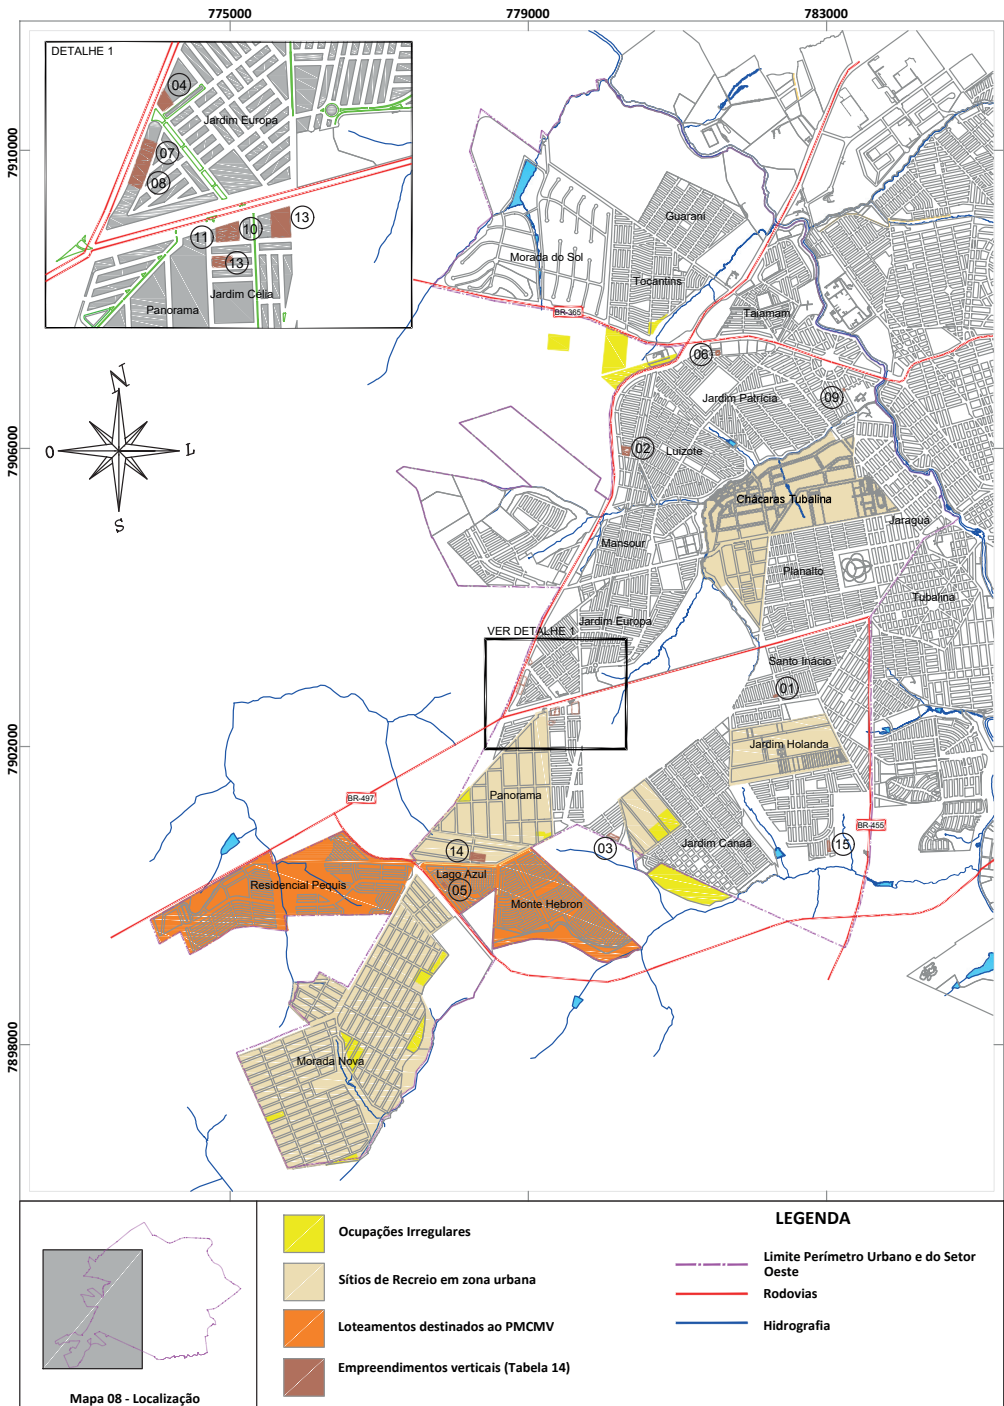 775000
779000
783000
7910000
7906000
7902000
7898000
DETALHE 1
04
Jardim Europa
07
08
13
10
11
13
Jardim Célia
Panorama
N
O
L
S
Guaraní
Morada do Sol
Tocantins
BR-365
Taiamam
06
Jardim Patrícia
09
02
Luizote
Chácaras Tubalina
Jaraguá
Mansour
Planalto
Tubalina
Jardim Europa
VER DETALHE 1
Santo Inácio
01
Jardim Holanda
BR-497
Panorama
BR-455
03
Jardim Canaã
15
14
Lago Azul
05
Residencial Pequis
Monte Hebron
Morada Nova
Mapa 08 - Localização
Ocupações Irregulares
Sítios de Recreio em zona urbana
Loteamentos destinados ao PMCMV
Empreendimentos verticais (Tabela 14)
LEGENDA
Limite Perímetro Urbano e do Setor
Oeste
Rodovias
Hidrografia